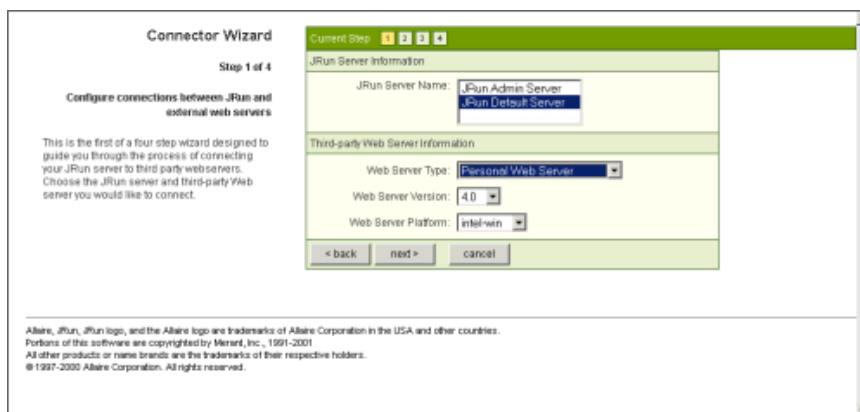 Connector Wizard
Step 1 of 4
Configure connections between JRun and
external web servers
This is the first of a four step wizard designed to
guide you through the process of connecting
your JRun server to third party webservers.
Choose the JRun server and third-party Web
server you would like to connect.
Current Step 1 2 3 4
JRun Server Information
JRun Server Name:
JRun Admin Server
JRun Default Server
Third-party Web Server Information
Web Server Type: Personal Web Server
Web Server Version: 4.0
Web Server Platform: intel-win
< back next > cancel
Allaire, JRun, JRun logo, and the Allaire logo are trademarks of Allaire Corporation in the USA and other countries.
Portions of this software are copyrighted by Merant, Inc., 1991-2001
All other products or name brands are the trademarks of their respective holders.
© 1997-2000 Allaire Corporation. All rights reserved.